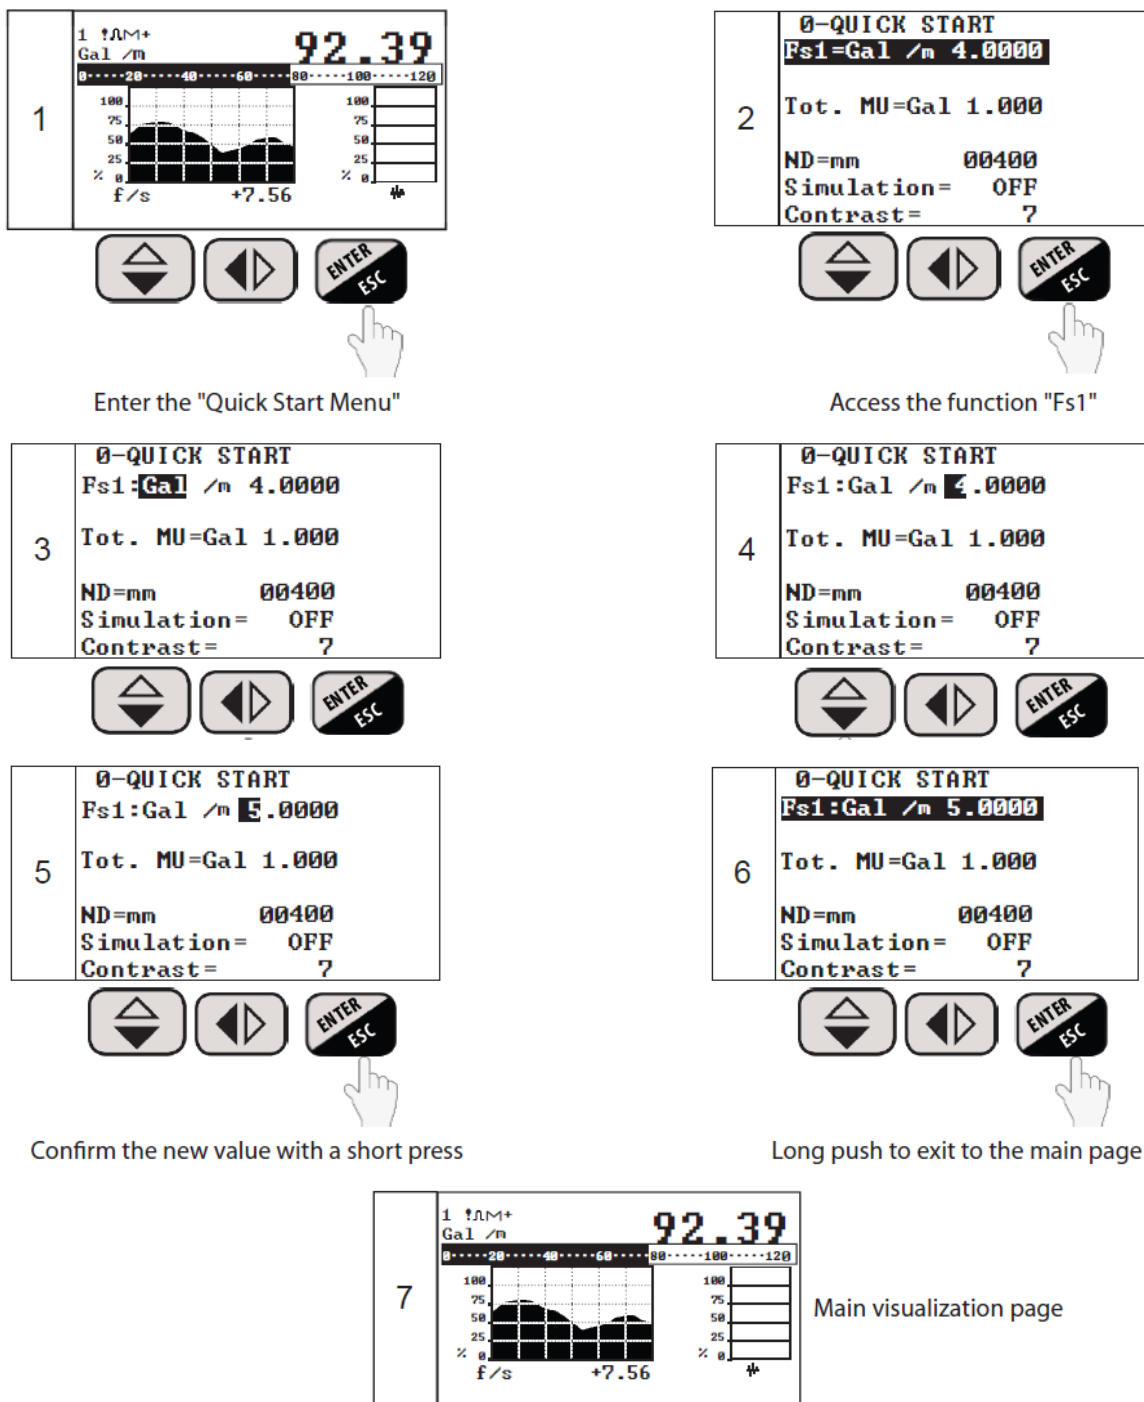 1
1 M+
Gal /m
92.39
0·····20·····40·····60·····80·····100·····120
100
75
50
25
% 0
f/s +7.56
100
75
50
25
% 0
ENTER
ESC
Enter the "Quick Start Menu"
2
0-QUICK START
Fs1=Gal /m 4.0000
Tot. MU=Gal 1.000
ND=mm 00400
Simulation= OFF
Contrast= 7
ENTER
ESC
Access the function "Fs1"
3
0-QUICK START
Fs1:Gal /m 4.0000
Tot. MU=Gal 1.000
ND=mm 00400
Simulation= OFF
Contrast= 7
ENTER
ESC
4
0-QUICK START
Fs1:Gal /m 4.0000
Tot. MU=Gal 1.000
ND=mm 00400
Simulation= OFF
Contrast= 7
ENTER
ESC
5
0-QUICK START
Fs1:Gal /m 5.0000
Tot. MU=Gal 1.000
ND=mm 00400
Simulation= OFF
Contrast= 7
ENTER
ESC
Confirm the new value with a short press
6
0-QUICK START
Fs1:Gal /m 5.0000
Tot. MU=Gal 1.000
ND=mm 00400
Simulation= OFF
Contrast= 7
ENTER
ESC
Long push to exit to the main page
7
1 M+
Gal /m
92.39
0·····20·····40·····60·····80·····100·····120
100
75
50
25
% 0
f/s +7.56
100
75
50
25
% 0
Main visualization page